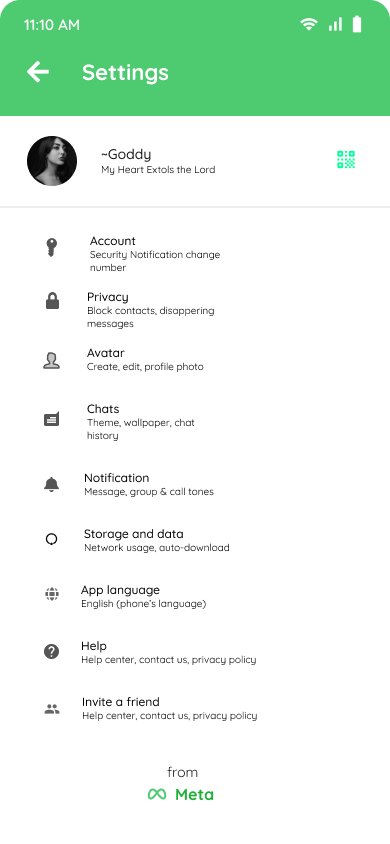 11:10 AM
Settings
~Goddy
My Heart Extols the Lord
Account
Security Notification change
number
Privacy
Block contacts, disappering
messages
Avatar
Create, edit, profile photo
Chats
Theme, wallpaper, chat
history
Notification
Message, group & call tones
Storage and data
Network usage, auto-download
App language
English (phone's language)
Help
Help center, contact us, privacy policy
Invite a friend
Help center, contact us, privacy policy
from
Meta